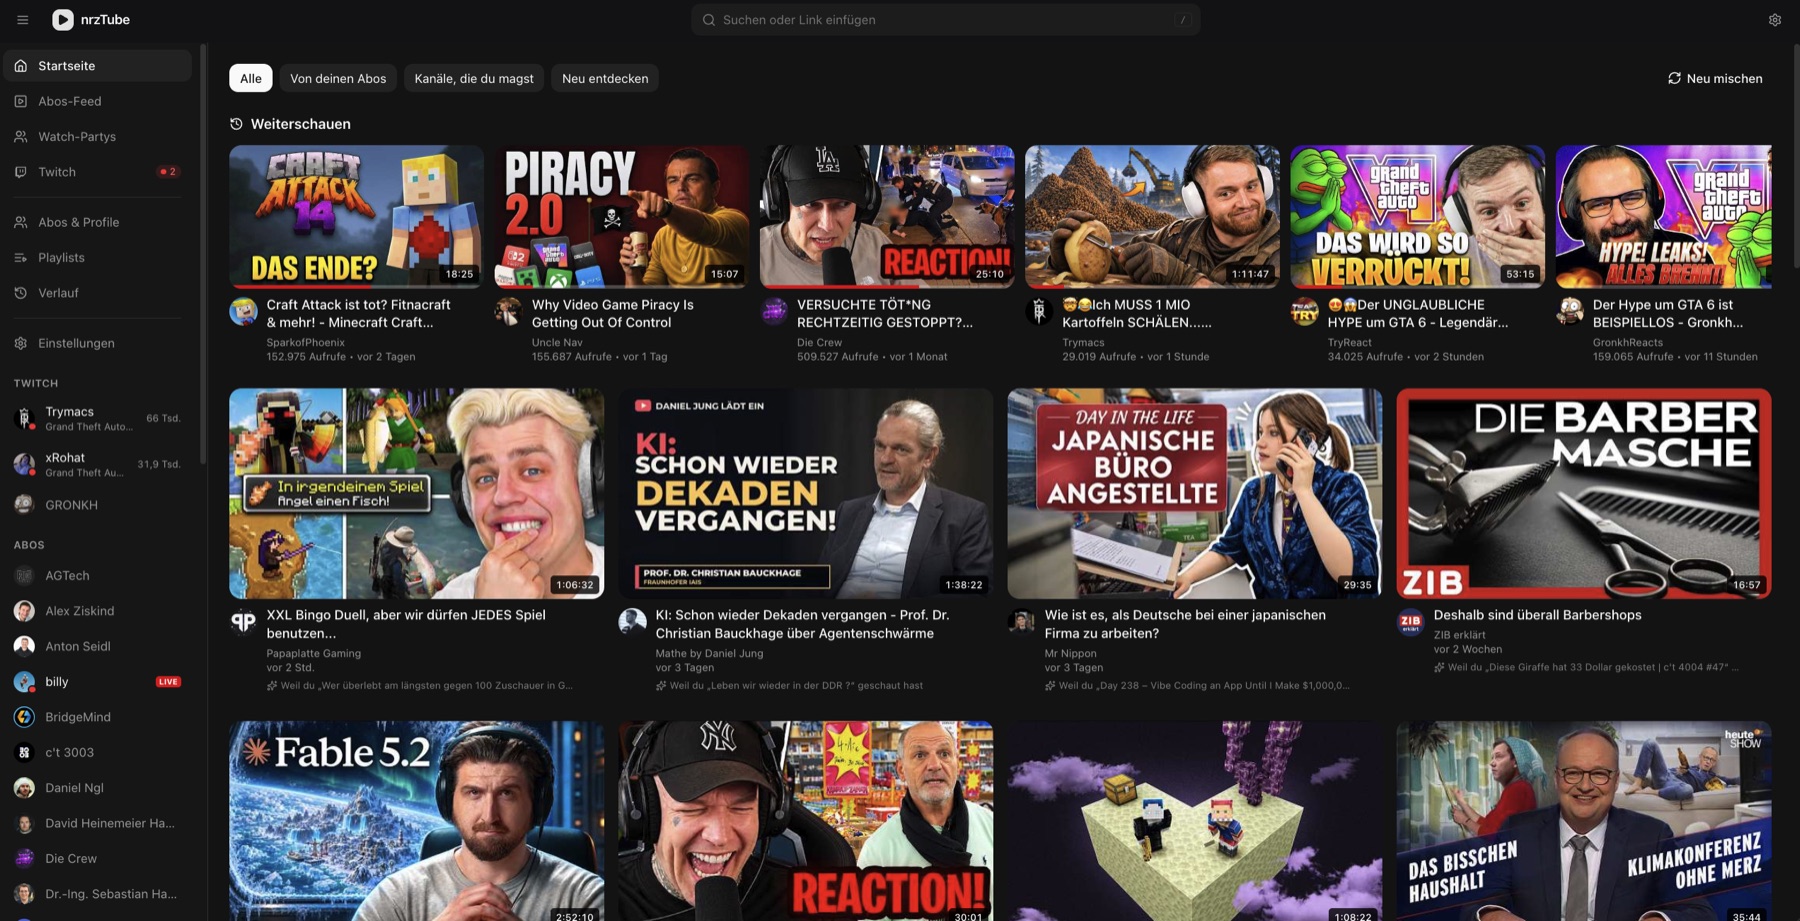 nrzTube
Suchen oder Link einfügen
/
Startseite
Abos-Feed
Watch-Partys
Twitch
2
Abos & Profile
Playlists
Verlauf
Einstellungen
TWITCH
Trymacs
66 Tsd.
Grand Theft Auto...
xRohat
31,9 Tsd.
Grand Theft Au...
GRONKH
ABOS
AGTech
Alex Ziskind
Anton Seidl
billy
LIVE
BridgeMind
c't 3003
Daniel Ngl
David Heinemeier Ha...
Die Crew
Dr.-Ing. Sebastian Ha...
Alle
Von deinen Abos
Kanäle, die du magst
Neu entdecken
Neu mischen
Weiterschauen
CRAFT
ATTACK
14
DAS ENDE?
18:25
Craft Attack ist tot? Fitnacraft
& mehr! - Minecraft Craft...
SparkofPhoenix
152.975 Aufrufe • vor 2 Tagen
PIRACY
2.0
15:07
Why Video Game Piracy Is
Getting Out Of Control
Uncle Nav
155.687 Aufrufe • vor 1 Tag
LA
REACTION!
25:10
VERSUCHTE TÖT*NG
RECHTZEITIG GESTOPPT?...
Die Crew
509.527 Aufrufe • vor 1 Monat
1:11:47
🤯😂Ich MUSS 1 MIO
Kartoffeln SCHÄLEN......
Trymacs
29.019 Aufrufe • vor 1 Stunde
grand
theft
auto
DAS WIRD SO
VERRÜCKT!
53:15
TRY
😍😱Der UNGLAUBLICHE
HYPE um GTA 6 - Legendär...
TryReact
34.025 Aufrufe • vor 2 Stunden
grand
theft
auto
HYPE! LEAKS!
ALLES BRENNT!
Der Hype um GTA 6 ist
BEISPIELLOS - Gronkh...
GronkhReacts
159.065 Aufrufe • vor 11 Stunden
In irgendeinem Spiel
Angel einen Fisch!
1:06:32
XXL Bingo Duell, aber wir dürfen JEDES Spiel
benutzen...
Papaplatte Gaming
vor 2 Std.
Weil du „Wer überlebt am längsten gegen 100 Zuschauer in G...
DANIEL JUNG LÄDT EIN
KI:
SCHON WIEDER
DEKADEN
VERGANGEN!
PROF. DR. CHRISTIAN BAUCKHAGE
FRAUNHOFER IAIS
1:38:22
KI: Schon wieder Dekaden vergangen - Prof. Dr.
Christian Bauckhage über Agentenschwärme
Mathe by Daniel Jung
vor 3 Tagen
Weil du „Leben wir wieder in der DDR ?" geschaut hast
DAY IN THE LIFE
JAPANISCHE
BÜRO
ANGESTELLTE
TEA
29:35
Wie ist es, als Deutsche bei einer japanischen
Firma zu arbeiten?
Mr Nippon
vor 3 Tagen
Weil du „Day 238 – Vibe Coding an App Until I Make $1,000,0...
DIE BARBER
MASCHE
ZIB
16:57
ZIB
erklärt
Deshalb sind überall Barbershops
ZIB erklärt
vor 2 Wochen
Weil du „Diese Giraffe hat 33 Dollar gekostet | c't 4004 #47" ...
Fable 5.2
2:52:10
NY
REACTION!
30:01
1:08:22
heute
SHOW
DAS BISSCHEN
HAUSHALT
KLIMAKONFERENZ
OHNE MERZ
35:44